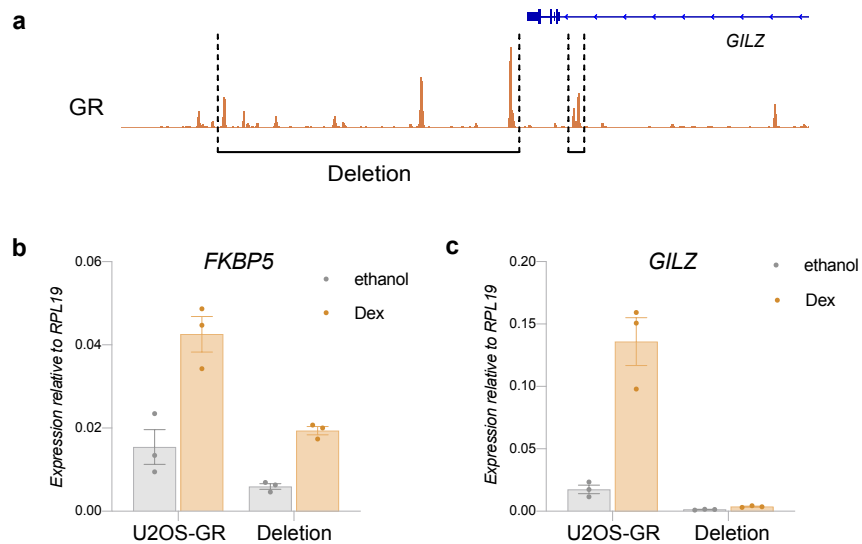 a
GILZ
GR
Deletion
b
FKBP5
ethanol
Dex
Expression relative to RPL19
0.06
0.04
0.02
0.00
U2OS-GR
Deletion
c
GILZ
ethanol
Dex
Expression relative to RPL19
0.20
0.15
0.10
0.05
0.00
U2OS-GR
Deletion